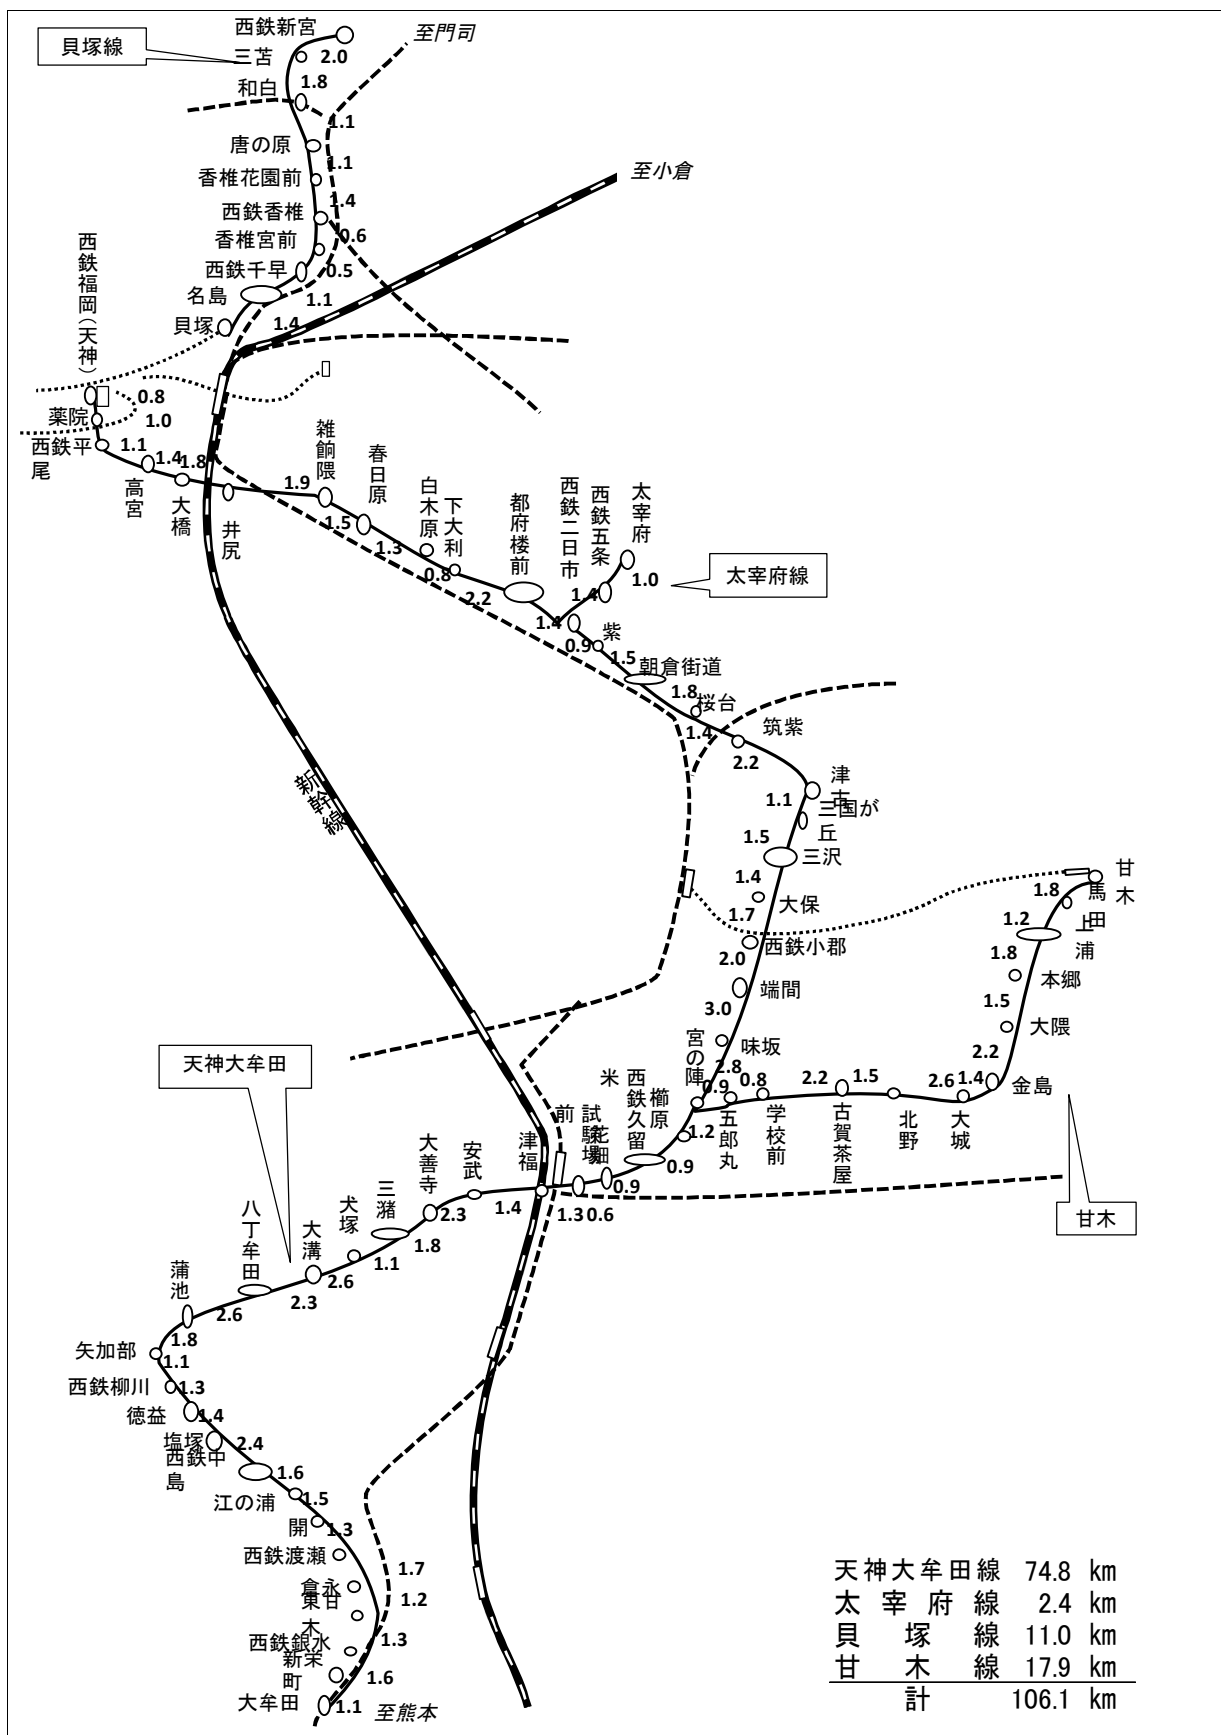 貝塚線
西鉄新宮
三苫
2.0
至門司
和白
1.8
1.1
唐の原
1.1
香椎花園前
1.4
西鉄香椎
0.6
香椎宮前
西鉄千早
0.5
名島
1.1
貝塚
1.4
至小倉
西鉄福岡(天神)
0.8
薬院
1.0
西鉄平
尾
1.1
高宮
1.4
大橋
1.8
井尻
1.9
雑餉隈
1.5
春日原
1.3
白木原
0.8
下大利
2.2
都府楼前
1.4
西鉄二日市
1.4
西鉄五条
太宰府
1.0
太宰府線
0.9
紫
1.5
朝倉街道
1.8
桜台
1.4
筑紫
2.2
津古
1.1
三国が
丘
1.5
三沢
1.4
大保
1.7
西鉄小郡
2.0
端間
3.0
味坂
2.8
宮の陣
新幹線
甘木
1.8
馬田
1.2
上浦
1.8
本郷
1.5
大隈
2.2
金島
1.4
大城
2.6
北野
1.5
古賀茶屋
2.2
学校前
0.8
五郎丸
0.9
甘木
1.2
櫛原
0.9
西鉄久留
米
0.9
花畑
0.6
試験場
前
1.3
津福
1.4
安武
2.3
大善寺
1.8
三潴
1.1
犬塚
2.6
大溝
2.3
八丁牟田
2.6
蒲池
天神大牟田
1.8
矢加部
1.1
西鉄柳川
1.3
徳益
1.4
塩塚
2.4
西鉄中
島
1.6
江の浦
1.5
開
1.3
西鉄渡瀬
1.7
倉永
1.2
東甘
木
1.3
西鉄銀水
1.6
新栄
町
1.1
大牟田
至熊本
天神大牟田線 74.8 km
太宰府線 2.4 km
貝塚線 11.0 km
甘木線 17.9 km
計 106.1 km